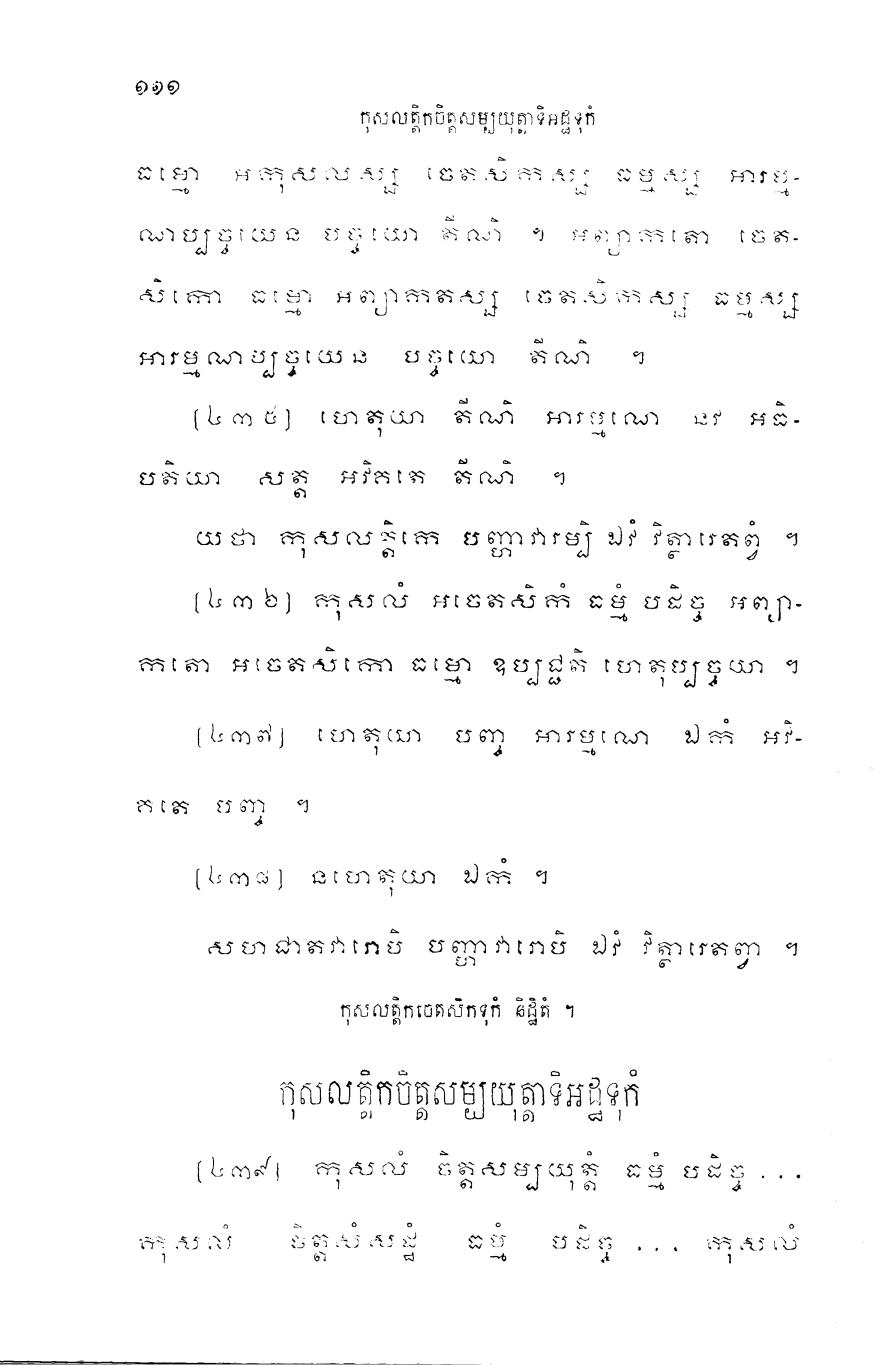 ១៦១
កុសលត្តិកចិត្តសម្បយុត្តាទិអដ្ឋទុកំ
ធម្មោ អកុសលស្ស ចេតសិកស្ស ធម្មស្ស អារម្ម-
ណប្បច្ចយេន បច្ចយោ តីណិ ។ អព្យាកតោ ចេត-
សិកោ ធម្មោ អព្យាកតស្ស ចេតសិកស្ស ធម្មស្ស
អារម្មណប្បច្ចយេន បច្ចយោ តីណិ ។
[៤៣៥] ហេតុយា តីណិ អារម្មណេ នវ អធិ-
បតិយា សត្ត អវិគតេ តីណិ ។
យថា កុសលត្តិកេ បញ្ហាវារម្បិ ឯវំ វិត្ថារេតព្វំ ។
[៤៣៦] កុសលំ អចេតសិកំ ធម្មំ បដិច្ច អព្យា-
កតោ អចេតសិកោ ធម្មោ ឧប្បជ្ជតិ ហេតុប្បច្ចយា ។
[៤៣៧] ហេតុយា បញ្ច អារម្មណេ ឯកំ អវិ-
គតេ បញ្ច ។
[៤៣៨] នហេតុយា ឯកំ ។
សហជាតវារោបិ បញ្ហាវារោបិ ឯវំ វិត្ថារេតព្វា ។
កុសលត្តិកចេតសិកទុកំ និដ្ឋិតំ ។
កុសលត្តិកចិត្តសម្បយុត្តាទិអដ្ឋទុកំ
[៤៣៩] កុសលំ ចិត្តសម្បយុត្តំ ធម្មំ បដិច្ច ...
កុសលំ ចិត្តសំសដ្ឋំ ធម្មំ បដិច្ច ... កុសលំ